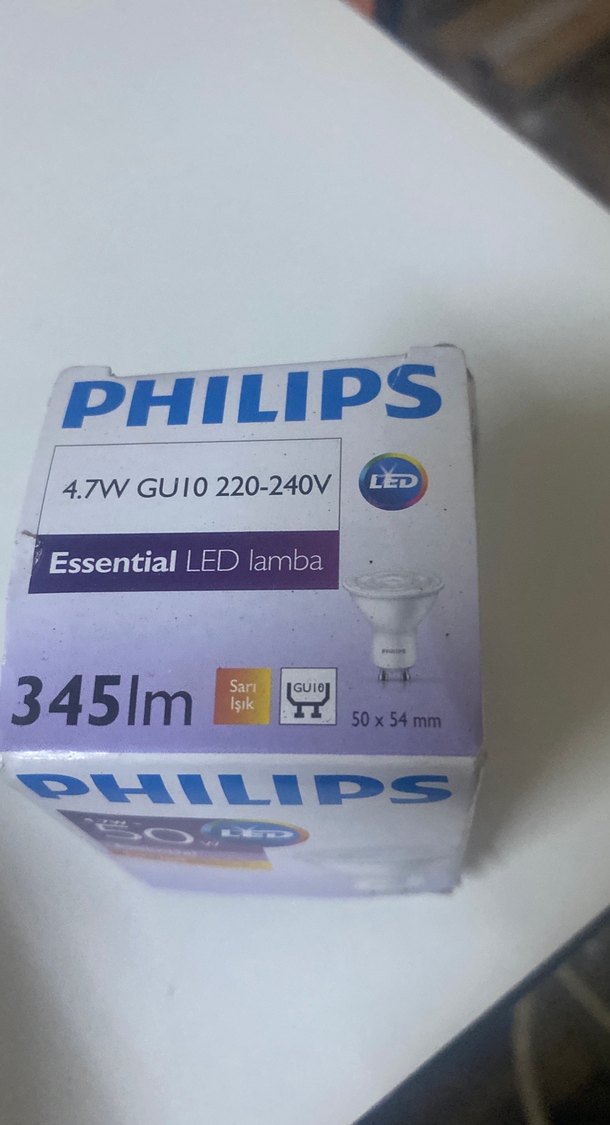 PHILIPS
4.7W GU10 220-240V
LED
Essential LED lamba
PHILIPS
345lm
Sarı
Işık
GU10
50 x 54 mm
PHILIPS
50 W
LED